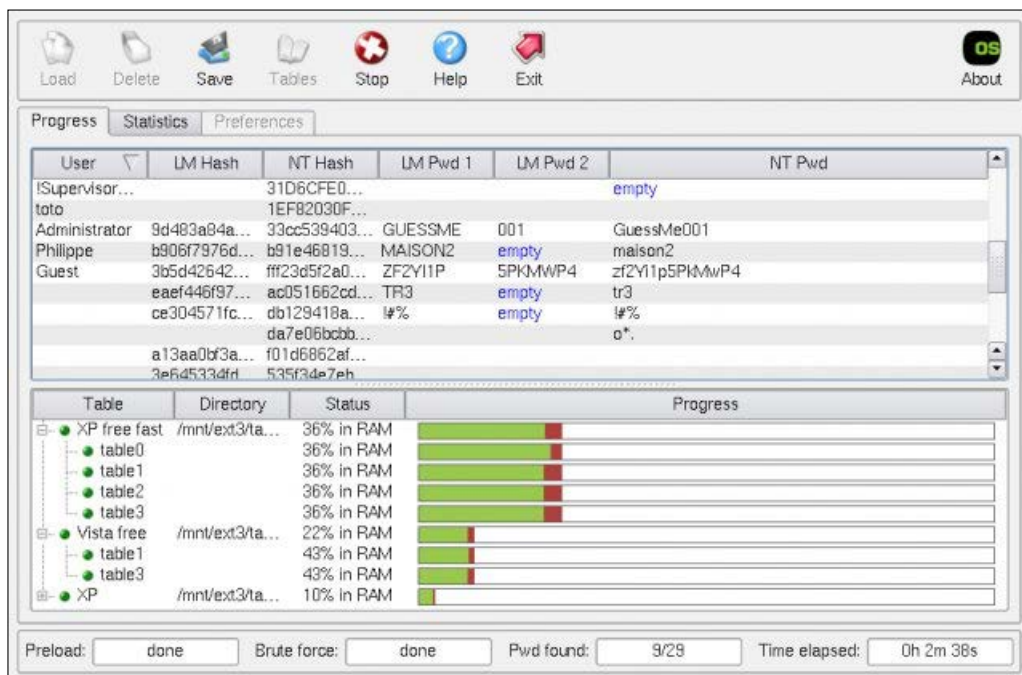 Load Delete Save Tables Stop Help Exit OS About
Progress Statistics Preferences
User LM Hash NT Hash LM Pwd 1 LM Pwd 2 NT Pwd
!Supervisor... 31D6CFE0... empty
toto 1EF82030F...
Administrator 9d483a84a... 33cc539403... GUESSME 001 GuessMe001
Philippe b906f7976d... b91e46819... MAISON2 empty maison2
Guest 3b5d42642... fff23d5f2a0... ZF2YI1P 5PKMWP4 zf2YI1p5PkMwP4
eaef446f97... ac051662cd... TR3 empty tr3
ce304571fc... db129418a... !#% empty !#%
da7e06bcbb... o*.
a13aa0bf3a... f01d6862af...
3e645334fd 535f34e7eb
Table Directory Status Progress
XP free fast /mnt/ext3/ta... 36% in RAM
table0 36% in RAM
table1 36% in RAM
table2 36% in RAM
table3 36% in RAM
Vista free /mnt/ext3/ta... 22% in RAM
table1 43% in RAM
table3 43% in RAM
XP /mnt/ext3/ta... 10% in RAM
Preload: done Brute force: done Pwd found: 9/29 Time elapsed: 0h 2m 38s